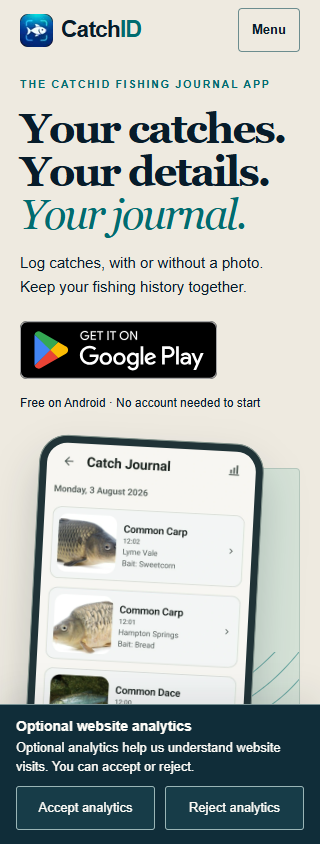 CatchID
Menu
THE CATCHID FISHING JOURNAL APP
Your catches.
Your details.
Your journal.
Log catches, with or without a photo.
Keep your fishing history together.
GET IT ON
Google Play
Free on Android · No account needed to start
Catch Journal
Monday, 3 August 2026
Common Carp
12:02
Lyme Vale
Bait: Sweetcorn
Common Carp
12:01
Hampton Springs
Bait: Bread
Common Dace
12:00
Optional website analytics
Optional analytics help us understand website
visits. You can accept or reject.
Accept analytics
Reject analytics